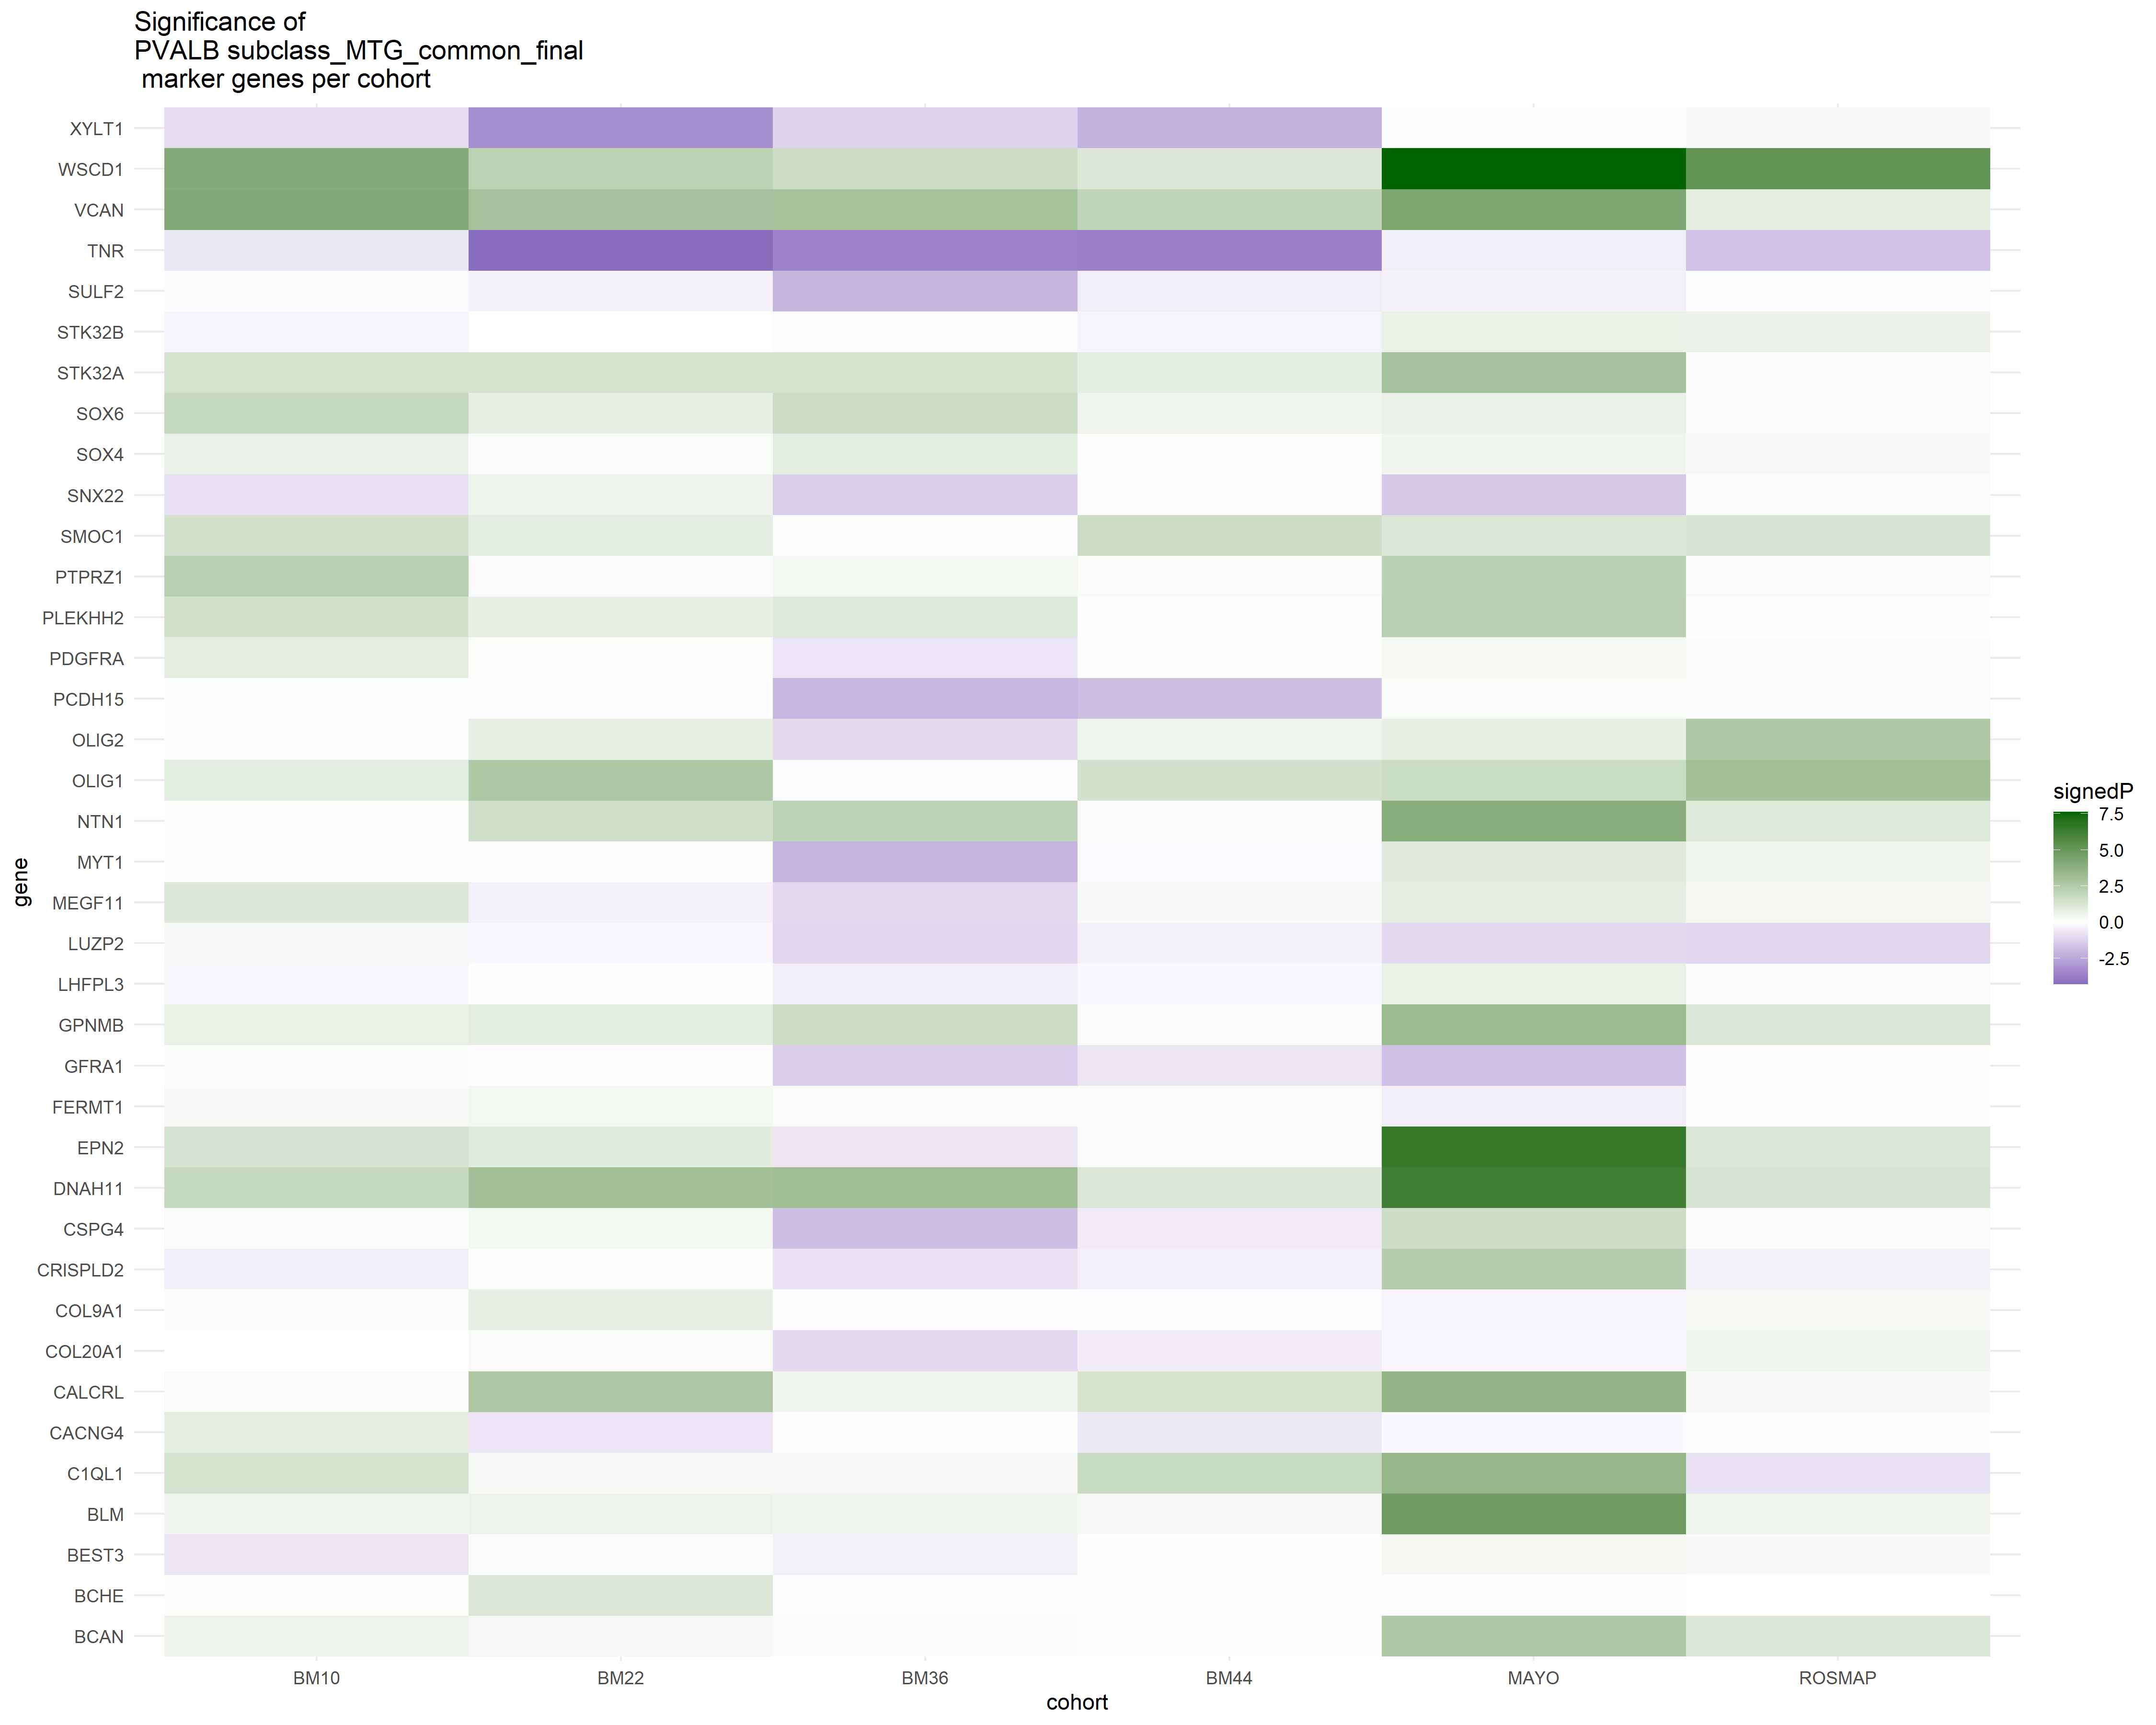 Significance of
PVALB subclass_MTG_common_final
marker genes per cohort
XYLT1
WSCD1
VCAN
TNR
SULF2
STK32B
STK32A
SOX6
SOX4
SNX22
SMOC1
PTPRZ1
PLEKHH2
PDGFRA
PCDH15
OLIG2
OLIG1
NTN1
MYT1
MEGF11
LUZP2
LHFPL3
GPNMB
GFRA1
FERMT1
EPN2
DNAH11
CSPG4
CRISPLD2
COL9A1
COL20A1
CALCRL
CACNG4
C1QL1
BLM
BEST3
BCHE
BCAN
gene
BM10
BM22
BM36
BM44
MAYO
ROSMAP
cohort
signedP
7.5
5.0
2.5
0.0
-2.5